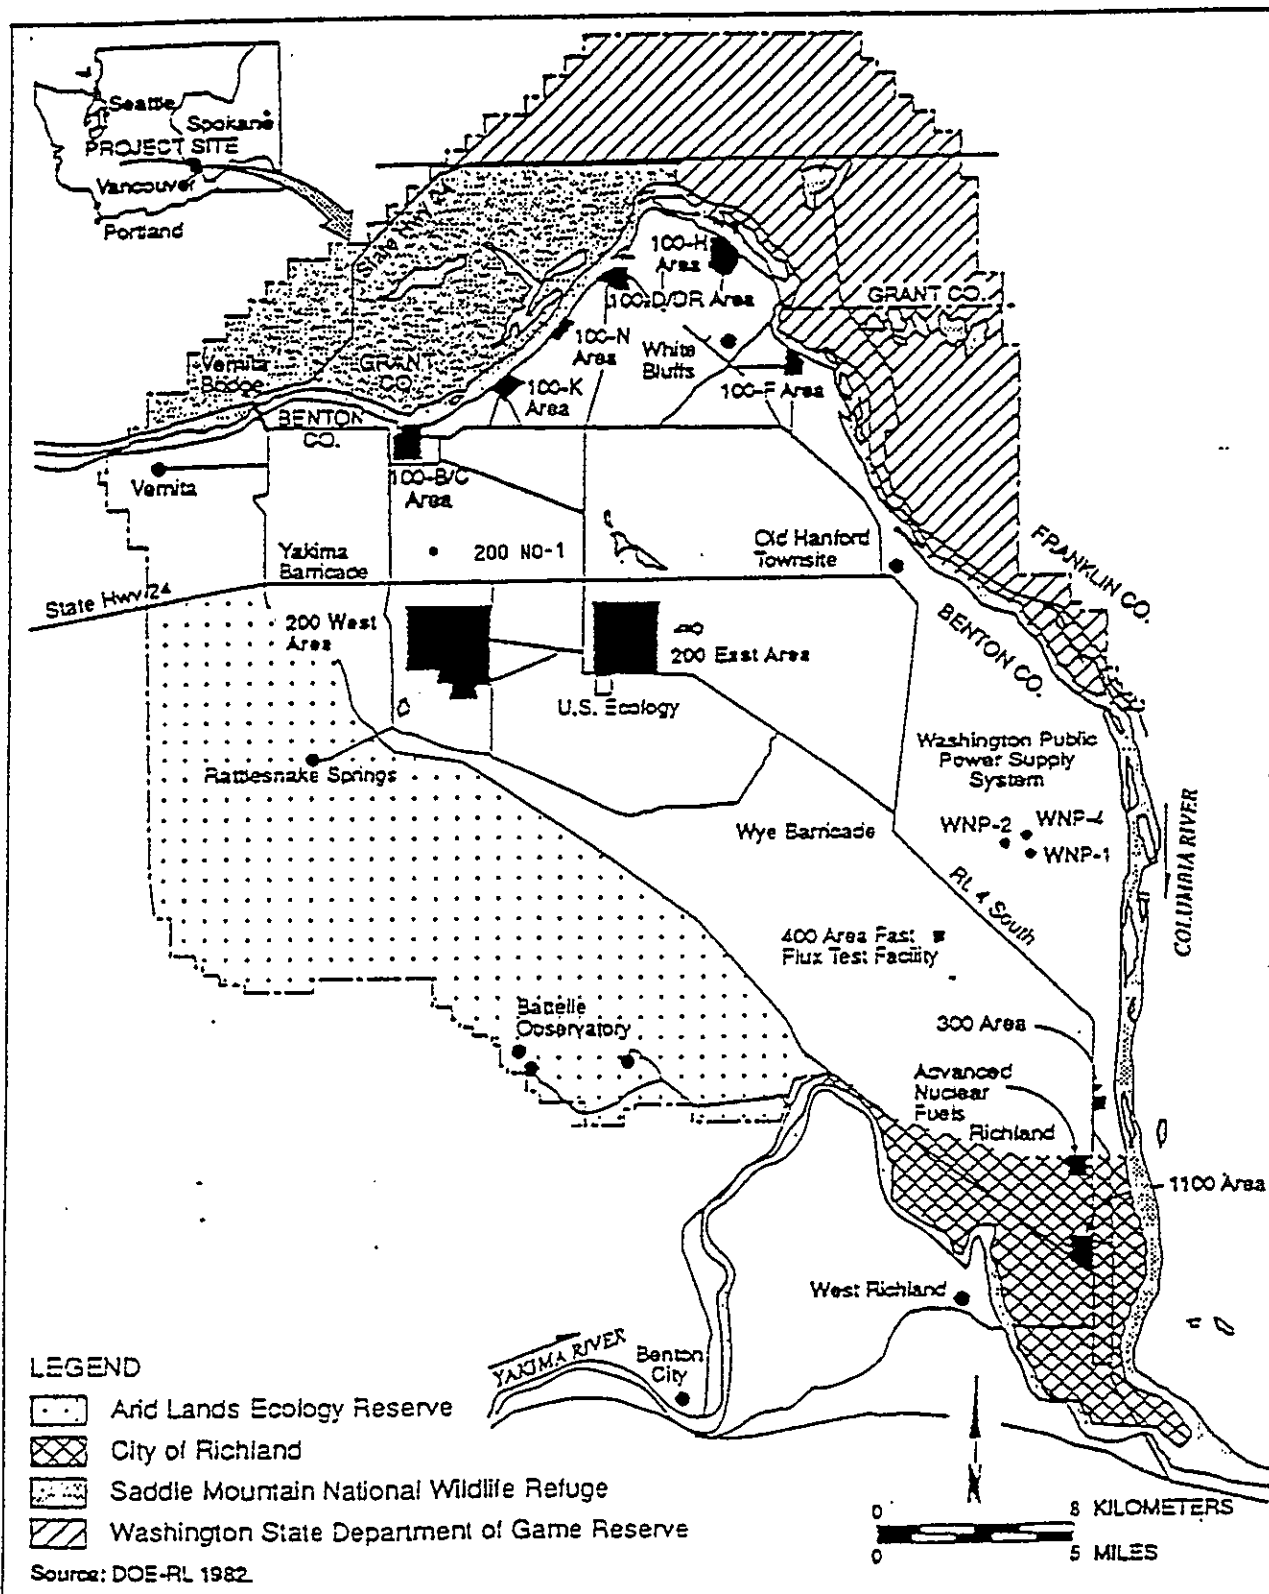 Seattle
Spokane
PROJECT SITE
Vancouver
Portland
State Hwy 24
100-H
Area
100-D/DR Area
GRANT CO.
100-N
Area
White
Bluffs
Vernita
Bridge
GRANT
CO.
100-K
Area
100-F Area
BENTON
CO.
Vernita
100-B/C
Area
Yakima
Barricade
200 NO-1
Old Hanford
Townsite
FRANKLIN CO.
BENTON CO.
State Hwy 24
200 West
Area
200 East Area
U.S. Ecology
Rattlesnake Springs
Washington Public
Power Supply
System
WNP-2
WNP-4
WNP-1
Wye Barricade
RL 4 South
COLUMBIA RIVER
400 Area Fast
Flux Test Facility
Battelle
Observatory
300 Area
Advanced
Nuclear
Fuels
Richland
1100 Area
West Richland
YAKIMA RIVER
Benton
City
LEGEND
Arid Lands Ecology Reserve
City of Richland
Saddle Mountain National Wildlife Refuge
Washington State Department of Game Reserve
Source: DOE-RL 1982
N
0 8 KILOMETERS
0 5 MILES